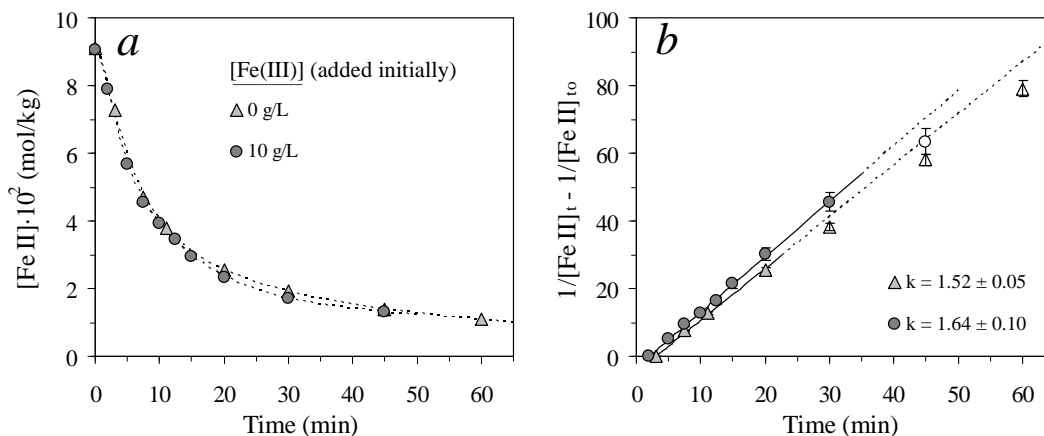 a
[Fe(III)] (added initially)
0 g/L
10 g/L
[Fe II]·10² (mol/kg)
10
8
6
4
2
0
0 10 20 30 40 50 60
Time (min)
b
1/[Fe II]t - 1/[Fe II]to
100
80
60
40
20
0
k = 1.52 ± 0.05
k = 1.64 ± 0.10
0 10 20 30 40 50 60
Time (min)